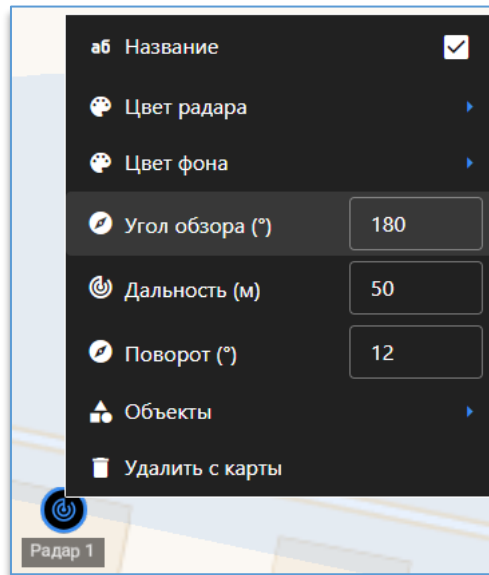 аб Название
Цвет радара
Цвет фона
Угол обзора (°) 180
Дальность (м) 50
Поворот (°) 12
Объекты
Удалить с карты
Радар 1